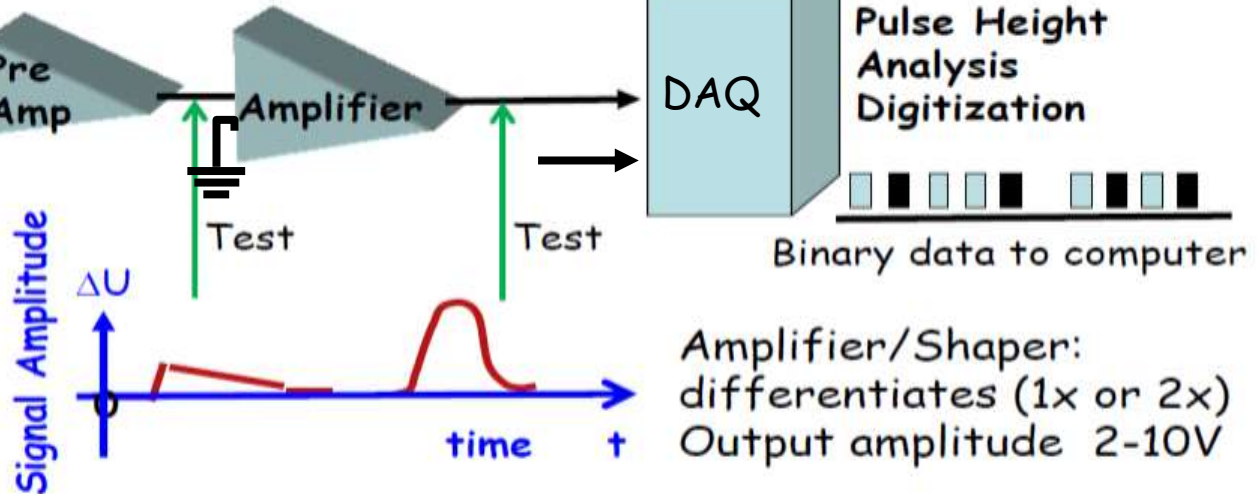 Pre
Amp
Amplifier
DAQ
Pulse Height
Analysis
Digitization
Test
Test
Binary data to computer
Signal Amplitude
ΔU
0
time t
Amplifier/Shaper:
differentiates (1x or 2x)
Output amplitude 2-10V